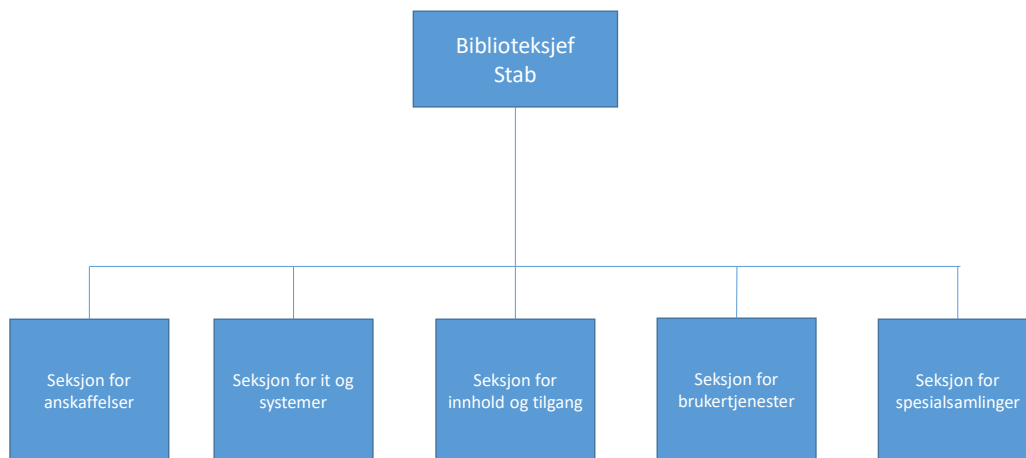 Biblioteksjef
Stab
Seksjon for
anskaffelser
Seksjon for it og
systemer
Seksjon for
innhold og tilgang
Seksjon for
brukertjenester
Seksjon for
spesialsamlinger